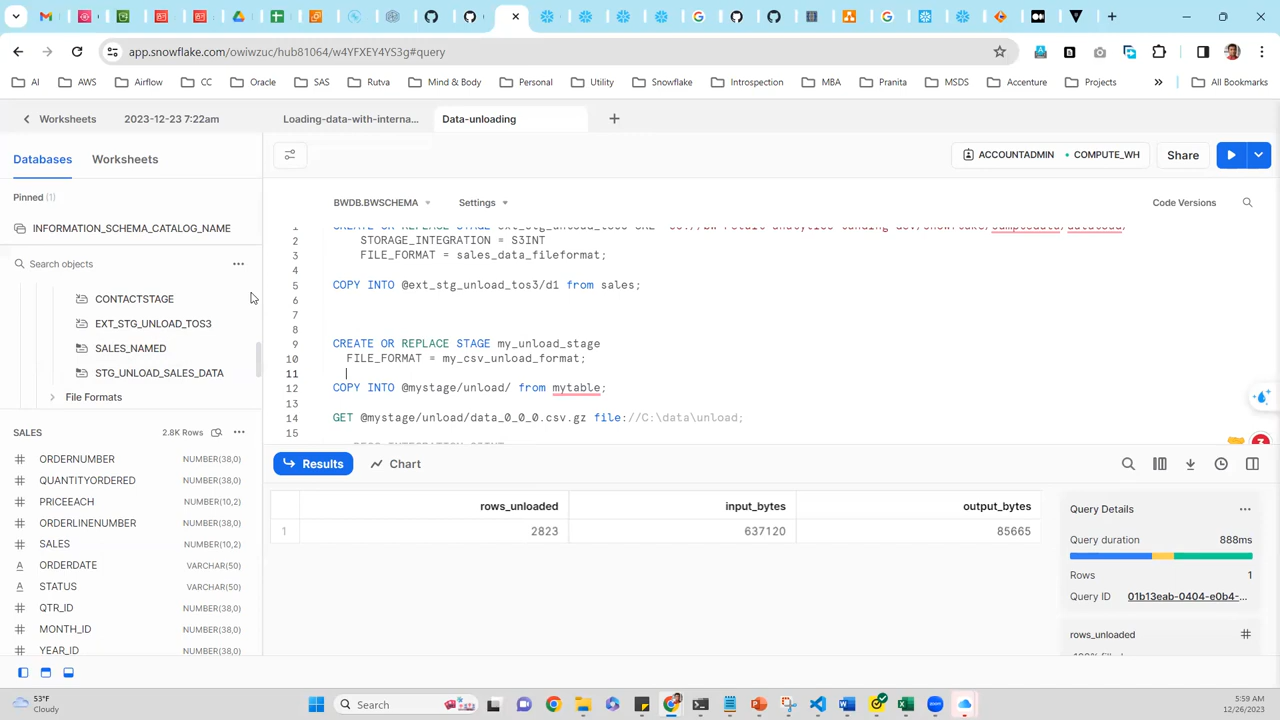 app.snowflake.com/owiwzuc/hub81064/w4YFXEY4YS3g#query
AI AWS Airflow CC Oracle SAS Rutva Mind & Body Personal Utility Snowflake Introspection MBA Pranita MSDS Accenture Projects » All Bookmarks
Worksheets 2023-12-23 7:22am Loading-data-with-interna... Data-unloading
Databases Worksheets ACCOUNTADMIN COMPUTE_WH Share
Pinned (1) BWDB.BWSCHEMA Settings Code Versions
INFORMATION_SCHEMA_CATALOG_NAME
Search objects ...
CONTACTSTAGE
EXT_STG_UNLOAD_TOS3
SALES_NAMED
STG_UNLOAD_SALES_DATA
File Formats
2 STORAGE_INTEGRATION = S3INT
3 FILE_FORMAT = sales_data_fileformat;
4
5 COPY INTO @ext_stg_unload_tos3/d1 from sales;
6
7
8
9 CREATE OR REPLACE STAGE my_unload_stage
10 FILE_FORMAT = my_csv_unload_format;
11
12 COPY INTO @mystage/unload/ from mytable;
13
14 GET @mystage/unload/data_0_0_0.csv.gz file://C:\data\unload;
15
SALES 2.8K Rows ...
ORDERNUMBER NUMBER(38,0)
QUANTITYORDERED NUMBER(38,0)
PRICEEACH NUMBER(10,2)
ORDERLINENUMBER NUMBER(38,0)
SALES NUMBER(10,2)
ORDERDATE VARCHAR(50)
STATUS VARCHAR(50)
QTR_ID NUMBER(38,0)
MONTH_ID NUMBER(38,0)
YEAR_ID NUMBER(38,0)
Results Chart
rows_unloaded input_bytes output_bytes
1 2823 637120 85665
Query Details ...
Query duration 888ms
Rows 1
Query ID 01b13eab-0404-e0b4-...
rows_unloaded
53°F
Cloudy
Search
5:59 AM
12/26/2023